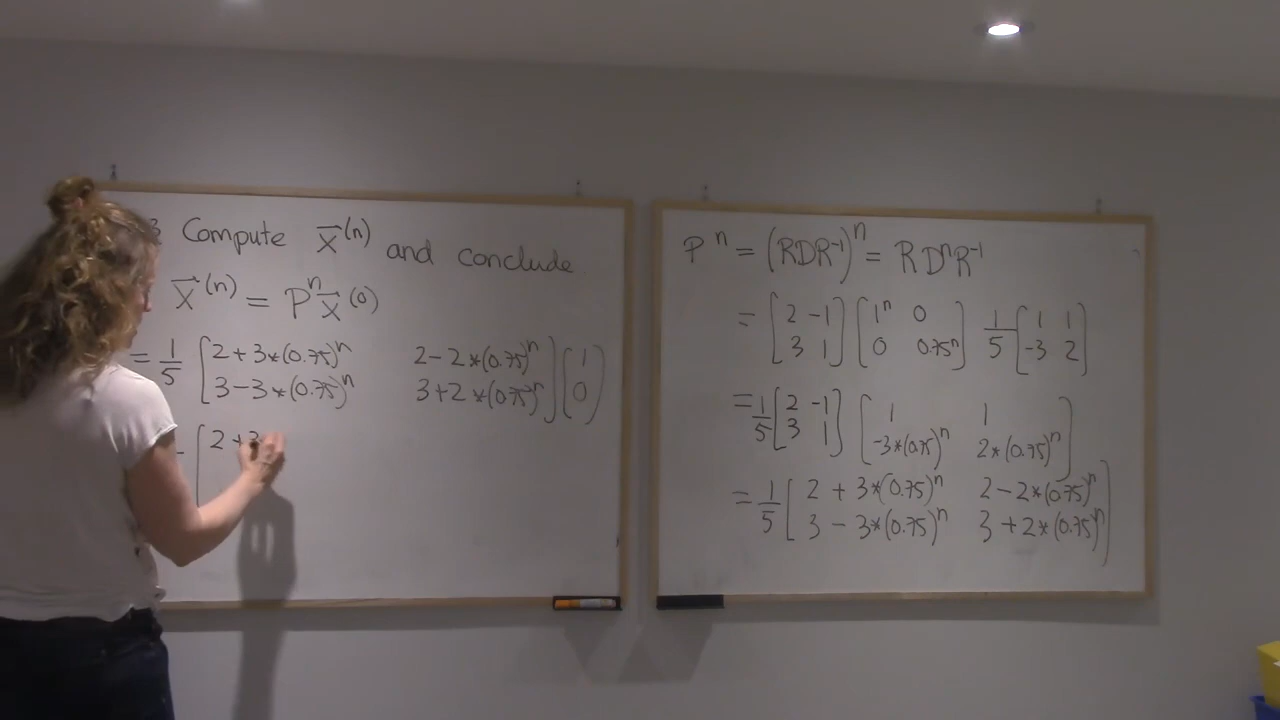 3 Compute x⃗^(n) and conclude
x⃗^(n) = P^n x⃗^(0)
= 1/5 [2+3*(0.75)^n 2-2*(0.75)^n] [1]
[3-3*(0.75)^n 3+2*(0.75)^n] [0]
[2+3
P^n = (RDR^-1)^n = RD^nR^-1
= [2 -1] [1^n 0] 1/5 [1 1]
[3 1] [0 0.75^n] [-3 2]
= 1/5 [2 -1] [1 1]
[3 1] [-3*(0.75)^n 2*(0.75)^n]
= 1/5 [2 + 3*(0.75)^n 2-2*(0.75)^n]
[3 - 3*(0.75)^n 3+2*(0.75)^n]